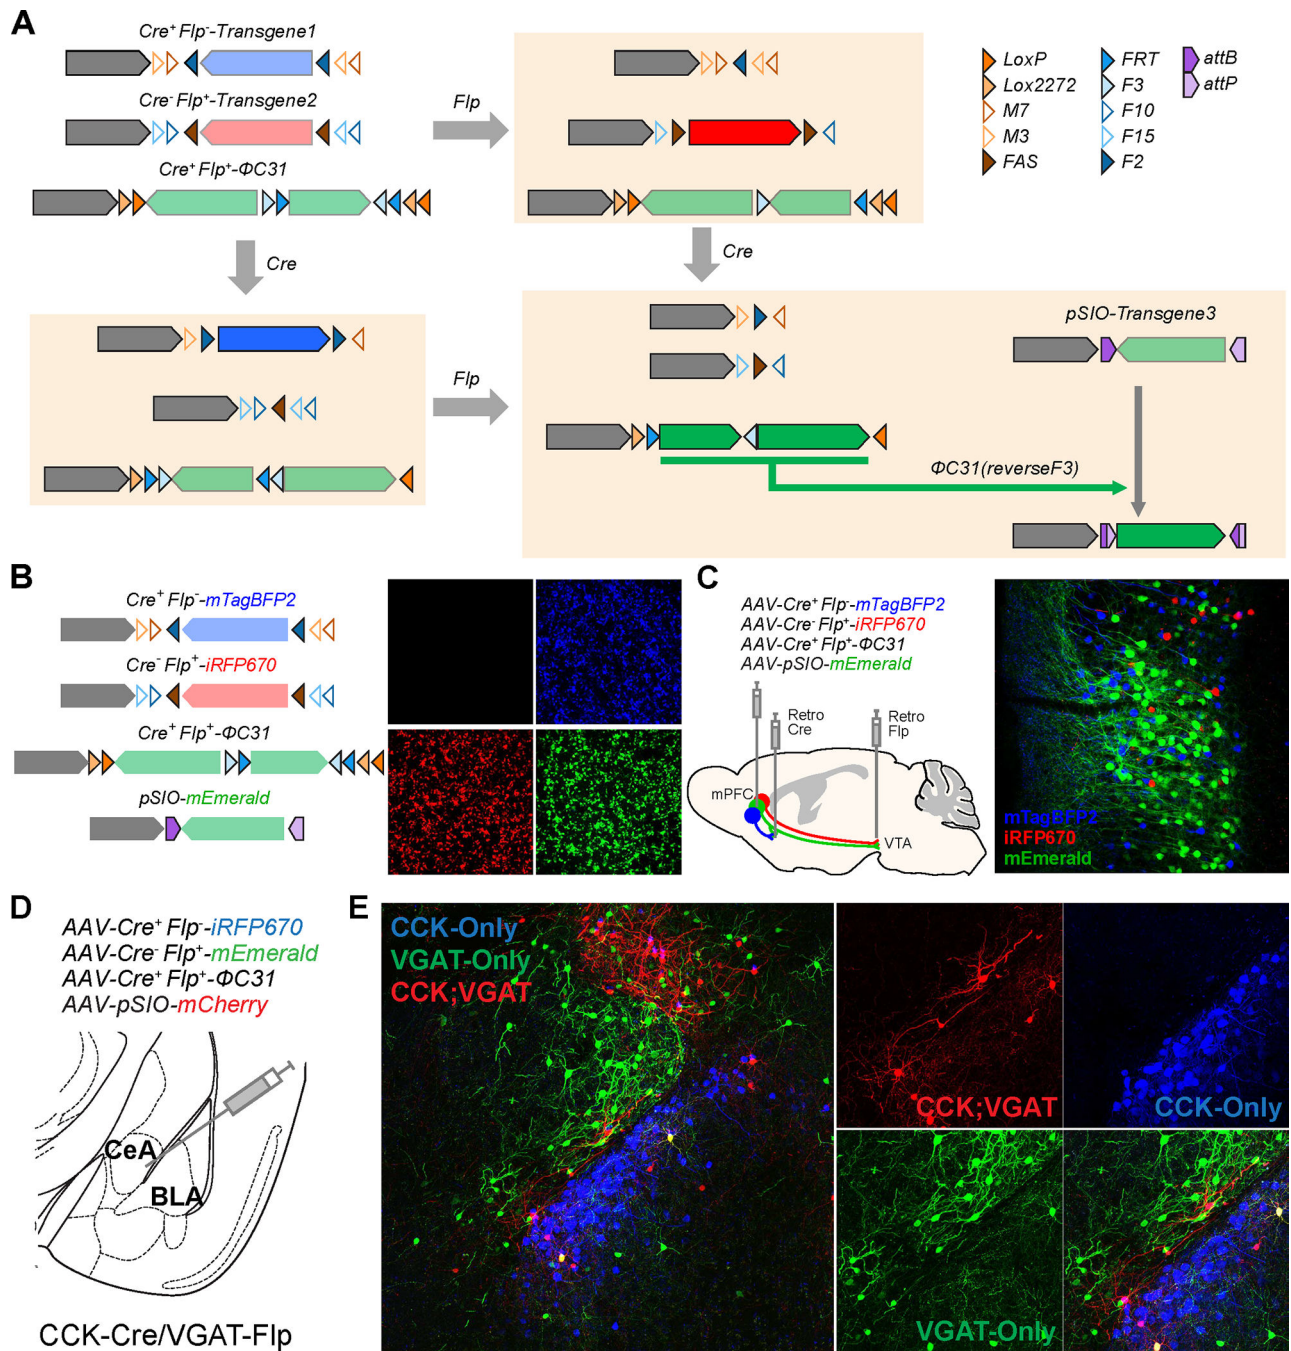 A
Cre+ Flp--Transgene1
Cre- Flp+-Transgene2
Cre+ Flp+-ΦC31
Flp
Cre
Cre
Flp
LoxP
Lox2272
M7
M3
FAS
FRT
F3
F10
F15
F2
attB
attP
pSIO-Transgene3
ΦC31(reverseF3)
B
Cre+ Flp--mTagBFP2
Cre- Flp+-iRFP670
Cre+ Flp+-ΦC31
pSIO-mEmerald
C
AAV-Cre+ Flp--mTagBFP2
AAV-Cre- Flp+-iRFP670
AAV-Cre+ Flp+-ΦC31
AAV-pSIO-mEmerald
Retro
Cre
Retro
Flp
mPFC
VTA
mTagBFP2
iRFP670
mEmerald
D
AAV-Cre+ Flp--iRFP670
AAV-Cre- Flp+-mEmerald
AAV-Cre+ Flp+-ΦC31
AAV-pSIO-mCherry
CeA
BLA
CCK-Cre/VGAT-Flp
E
CCK-Only
VGAT-Only
CCK;VGAT
CCK;VGAT
CCK-Only
VGAT-Only